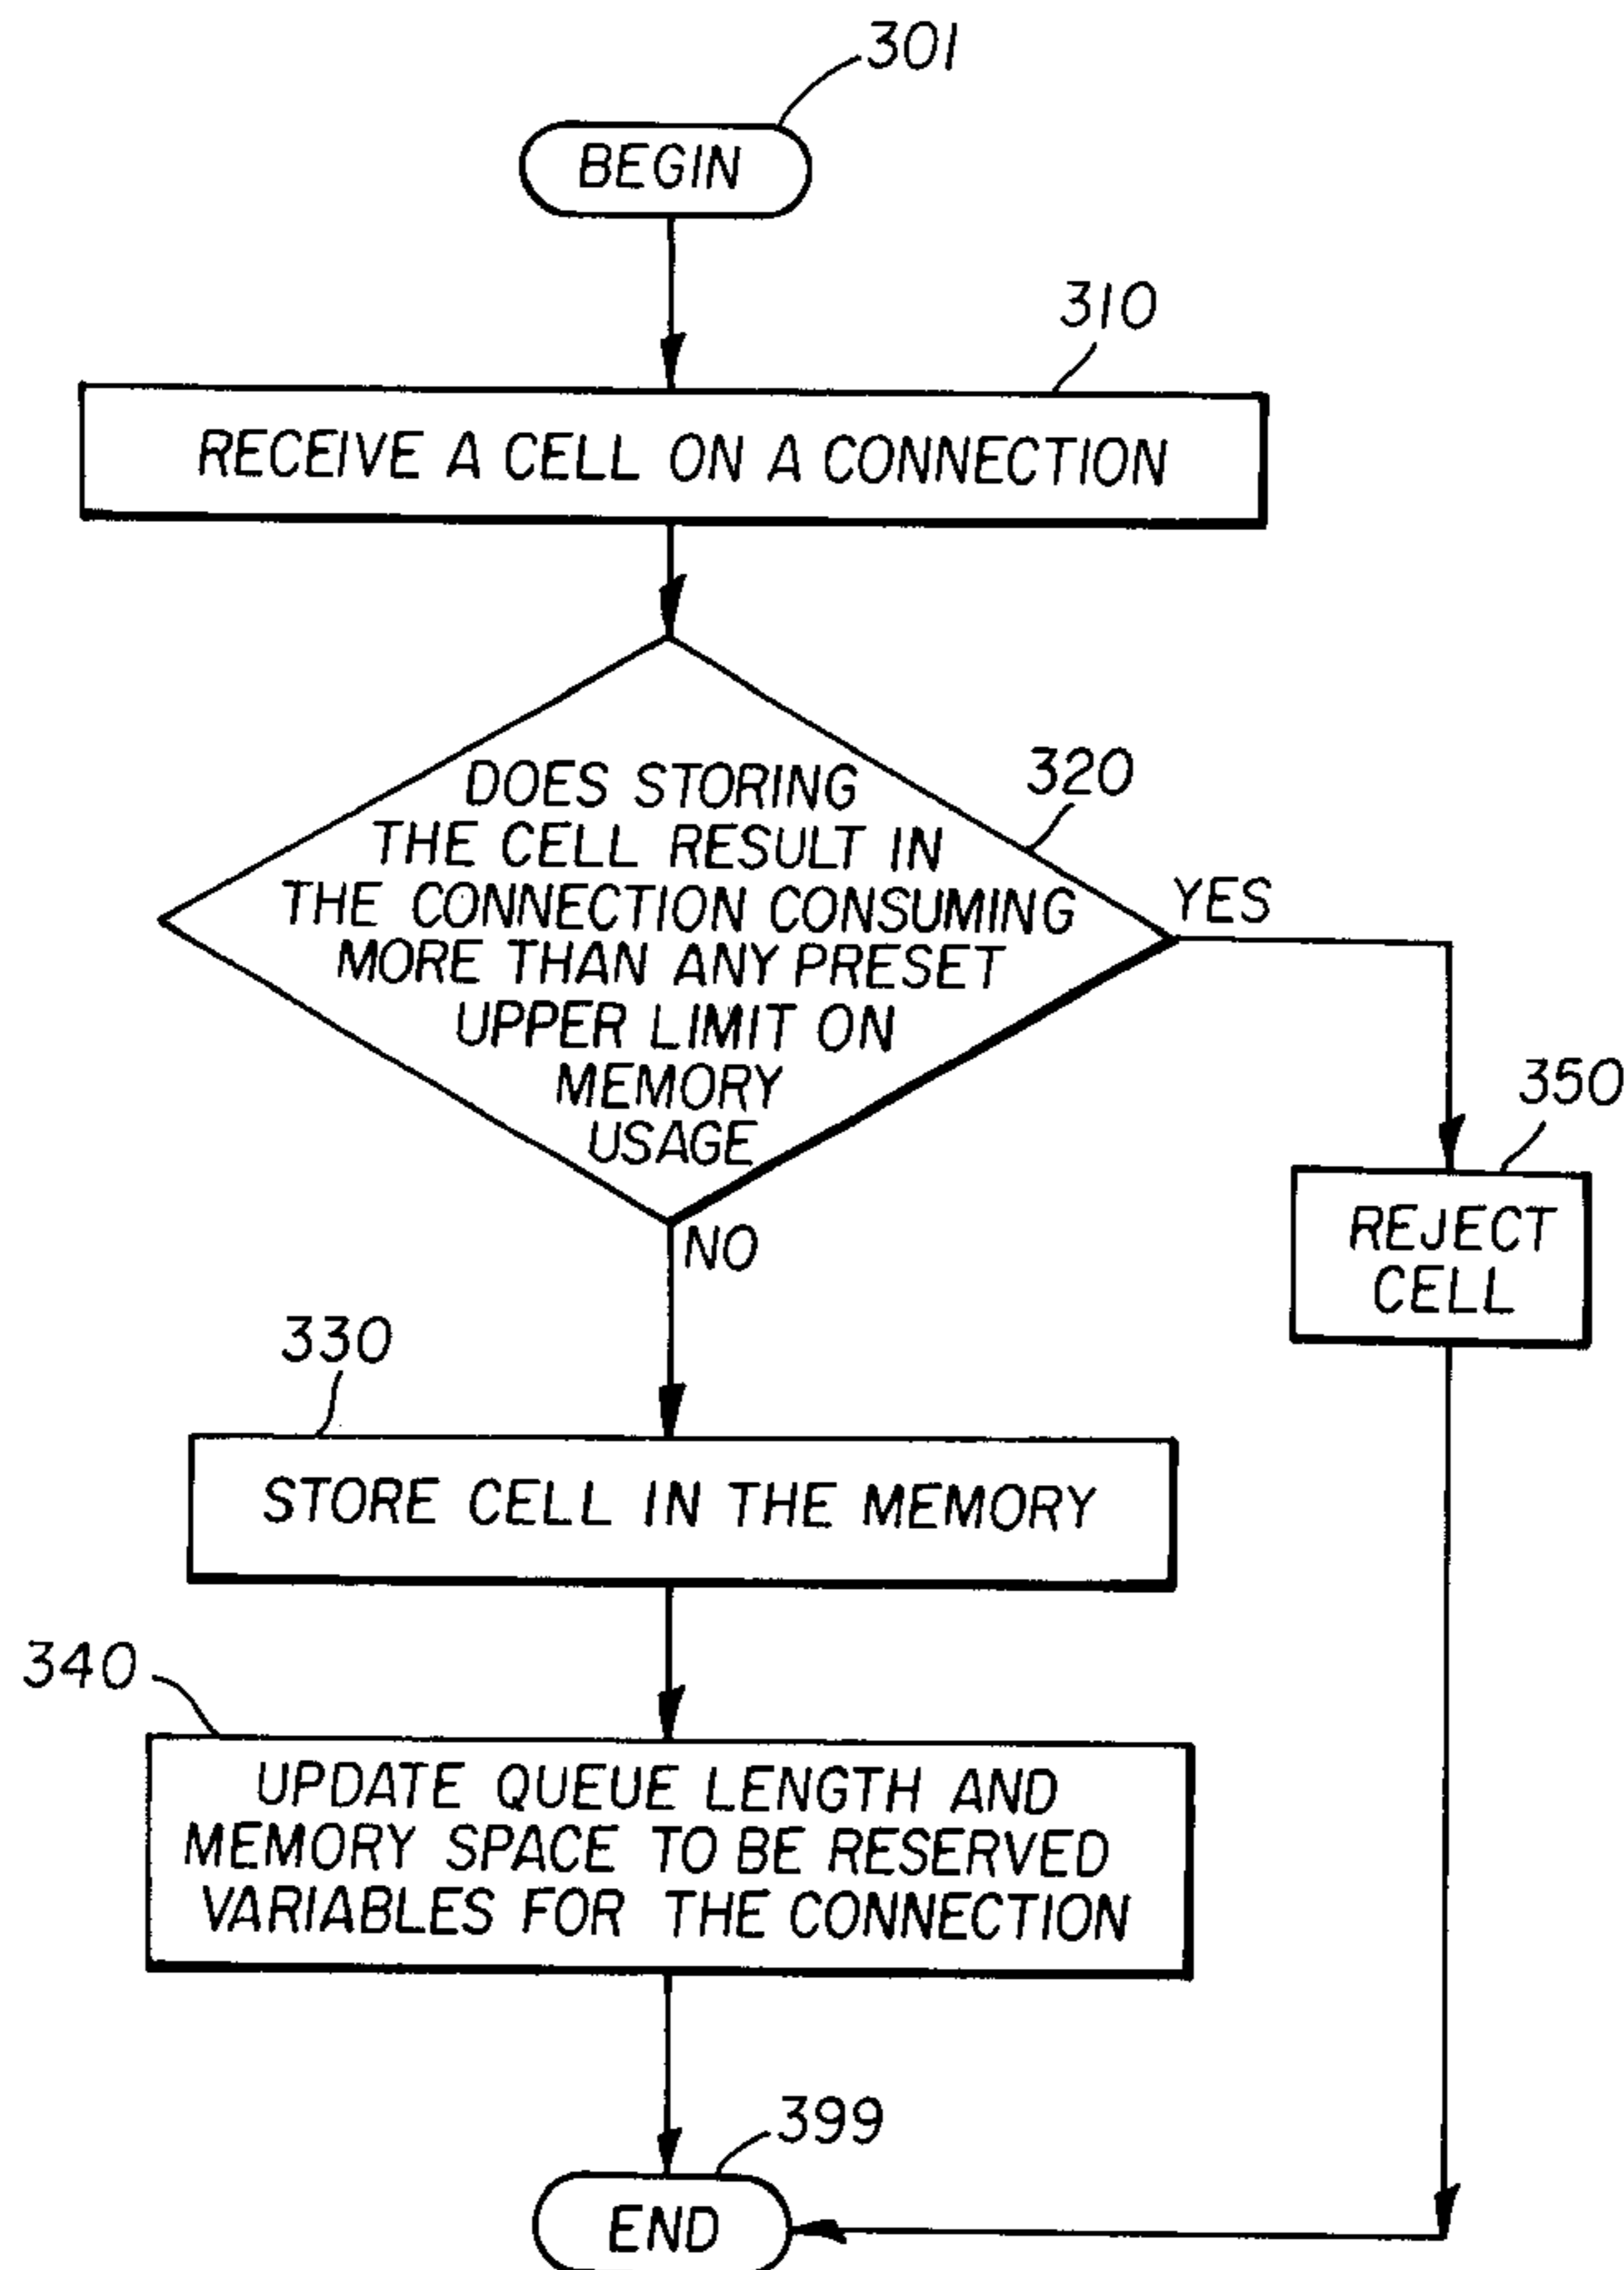 301
BEGIN
310
RECEIVE A CELL ON A CONNECTION
320
DOES STORING
THE CELL RESULT IN
THE CONNECTION CONSUMING
MORE THAN ANY PRESET
UPPER LIMIT ON
MEMORY
USAGE
YES
NO
350
REJECT
CELL
330
STORE CELL IN THE MEMORY
340
UPDATE QUEUE LENGTH AND
MEMORY SPACE TO BE RESERVED
VARIABLES FOR THE CONNECTION
399
END